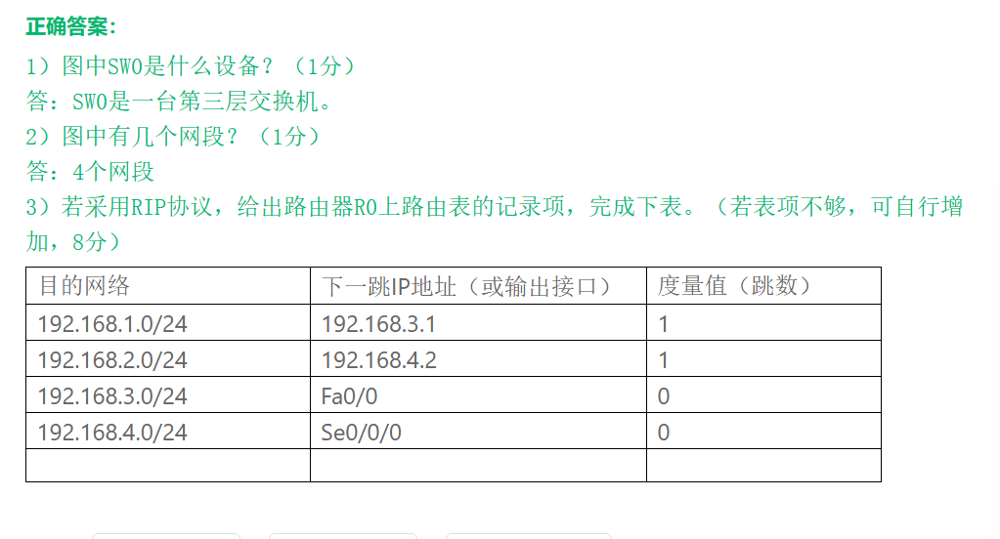 正确答案：
1）图中SW0是什么设备？（1分）
答：SW0是一台第三层交换机。
2）图中有几个网段？（1分）
答：4个网段
3）若采用RIP协议，给出路由器R0上路由表的记录项，完成下表。（若表项不够，可自行增
加，8分）
目的网络 下一跳IP地址（或输出接口） 度量值（跳数）
192.168.1.0/24 192.168.3.1 1
192.168.2.0/24 192.168.4.2 1
192.168.3.0/24 Fa0/0 0
192.168.4.0/24 Se0/0/0 0